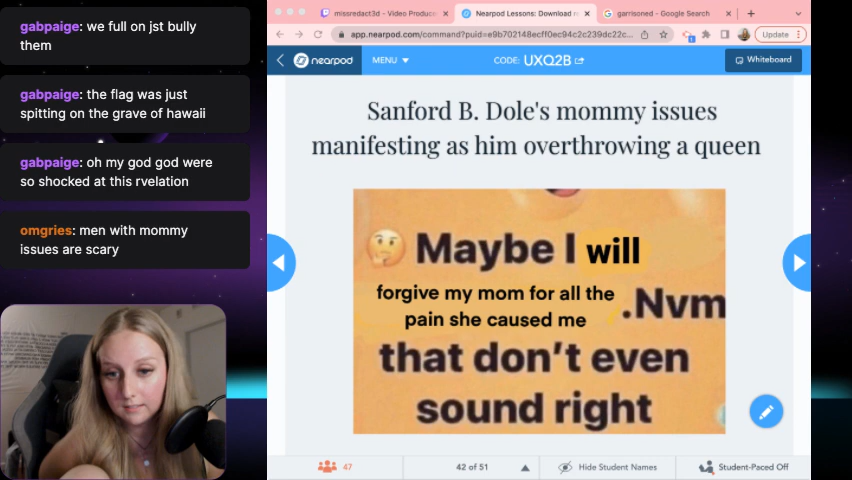 gabpaige: we full on jst bully
them
gabpaige: the flag was just
spitting on the grave of hawaii
gabpaige: oh my god god were
so shocked at this rvelation
omgries: men with mommy
issues are scary
missredact3d - Video Produce
Nearpod Lessons: Download r
garrisoned - Google Search
app.nearpod.com/command?puid=e9b702148ecff0ec94c2c239dc22c...
Update
nearpod
MENU
CODE: UXQ2B
Whiteboard
Sanford B. Dole's mommy issues
manifesting as him overthrowing a queen
Maybe I will
forgive my mom for all the
pain she caused me
.Nvm
that don't even
sound right
47
42 of 51
Hide Student Names
Student-Paced Off